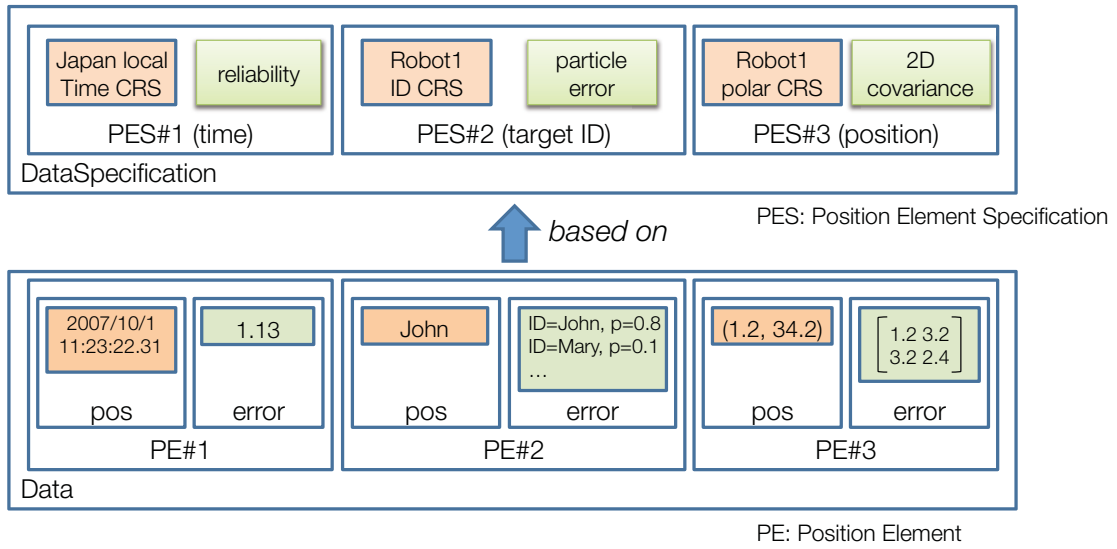 Japan local
Time CRS
reliability
PES#1 (time)
Robot1
ID CRS
particle
error
PES#2 (target ID)
Robot1
polar CRS
2D
covariance
PES#3 (position)
DataSpecification
PES: Position Element Specification
based on
2007/10/1
11:23:22.31
pos
1.13
error
PE#1
John
pos
ID=John, p=0.8
ID=Mary, p=0.1
…
error
PE#2
(1.2, 34.2)
pos
1.2 3.2
3.2 2.4
error
PE#3
Data
PE: Position Element